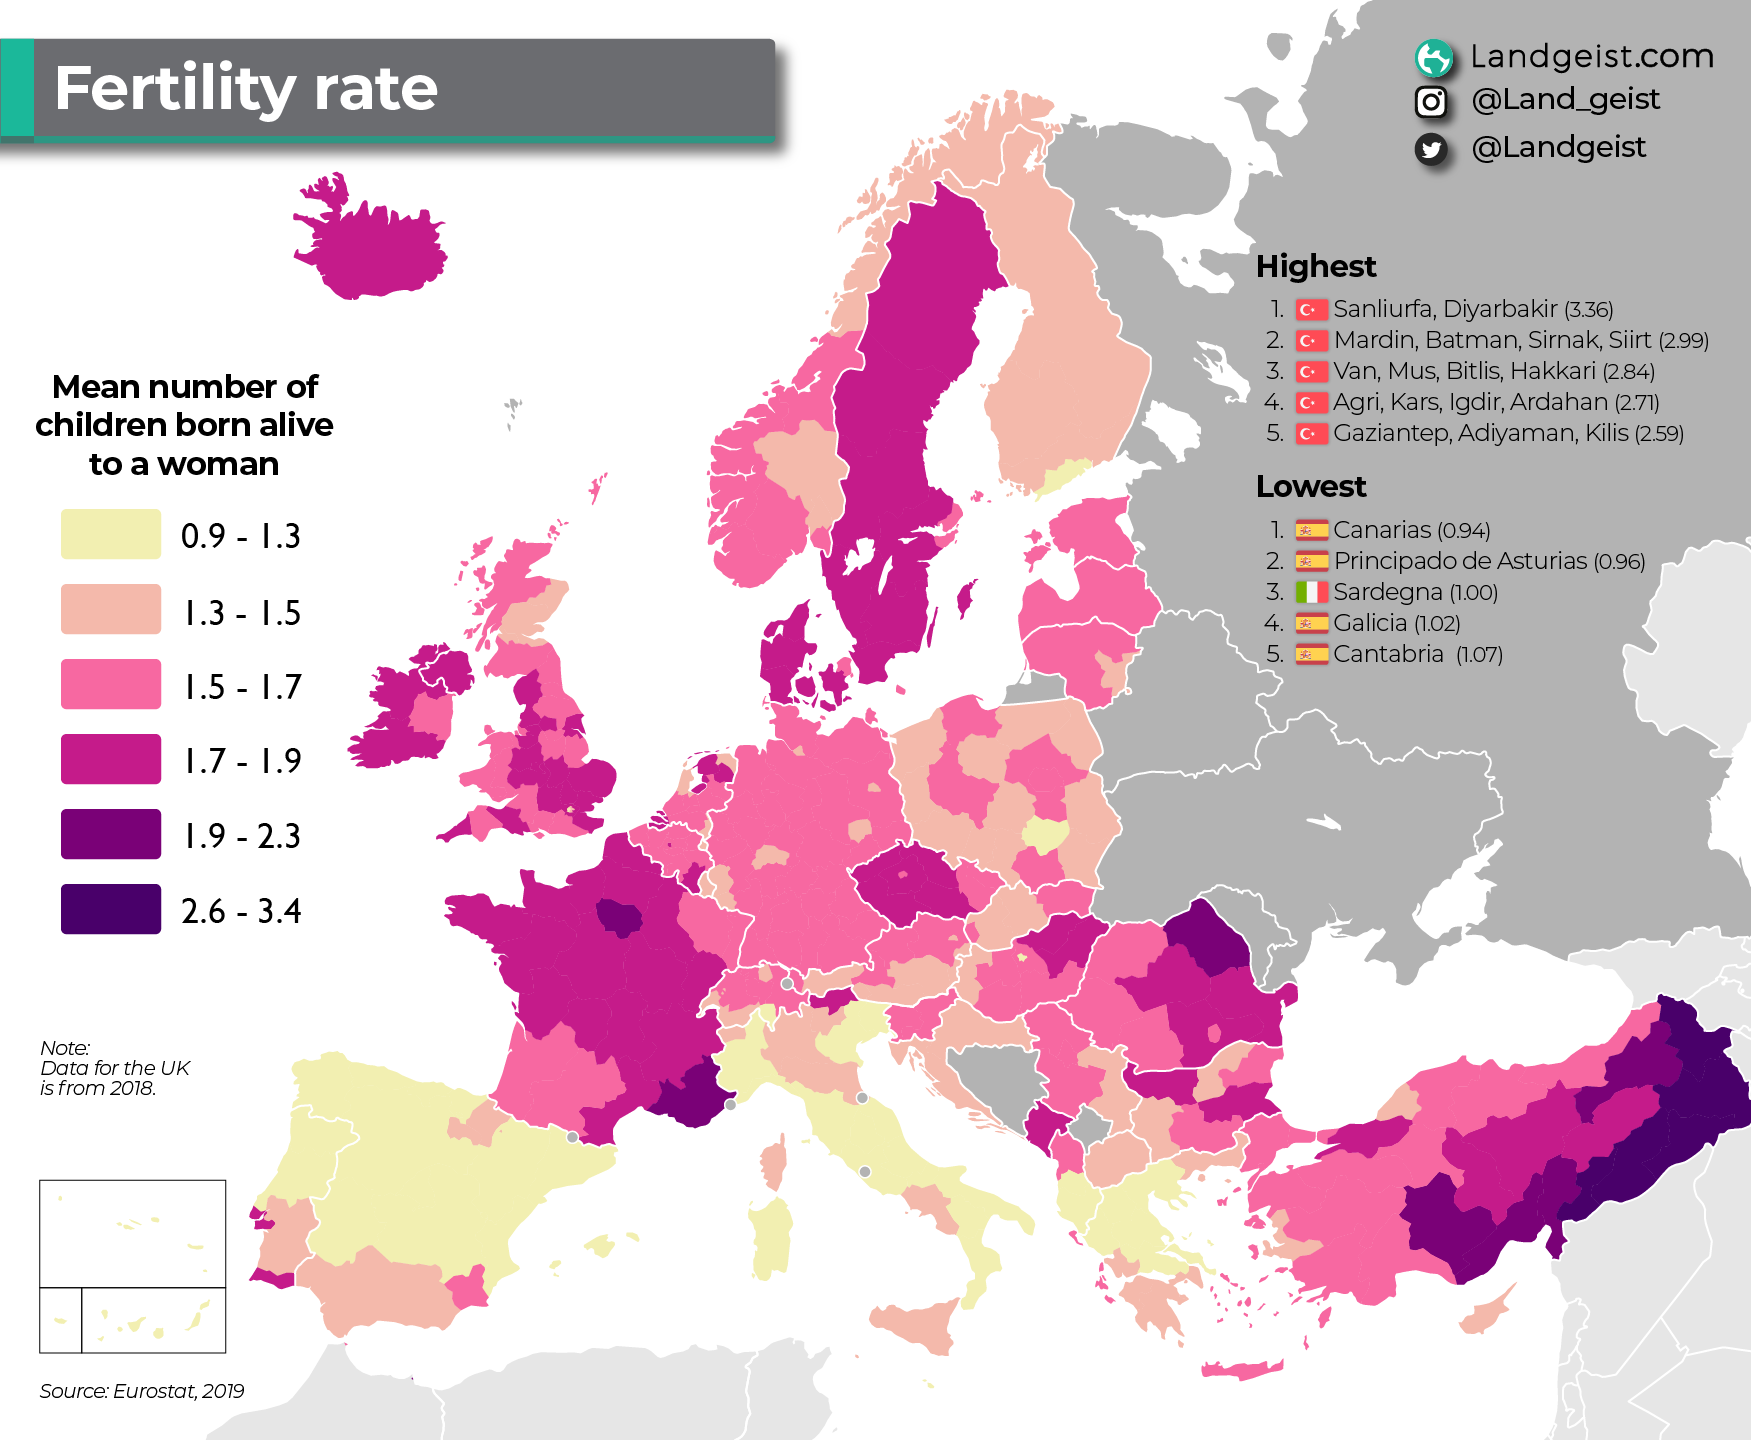 Fertility rate
Landgeist.com
@Land_geist
@Landgeist
Highest
1. Sanliurfa, Diyarbakir (3.36)
2. Mardin, Batman, Sirnak, Siirt (2.99)
3. Van, Mus, Bitlis, Hakkari (2.84)
4. Agri, Kars, Igdir, Ardahan (2.71)
5. Gaziantep, Adiyaman, Kilis (2.59)
Lowest
1. Canarias (0.94)
2. Principado de Asturias (0.96)
3. Sardegna (1.00)
4. Galicia (1.02)
5. Cantabria (1.07)
Mean number of
children born alive
to a woman
0.9 - 1.3
1.3 - 1.5
1.5 - 1.7
1.7 - 1.9
1.9 - 2.3
2.6 - 3.4
Note:
Data for the UK
is from 2018.
Source: Eurostat, 2019